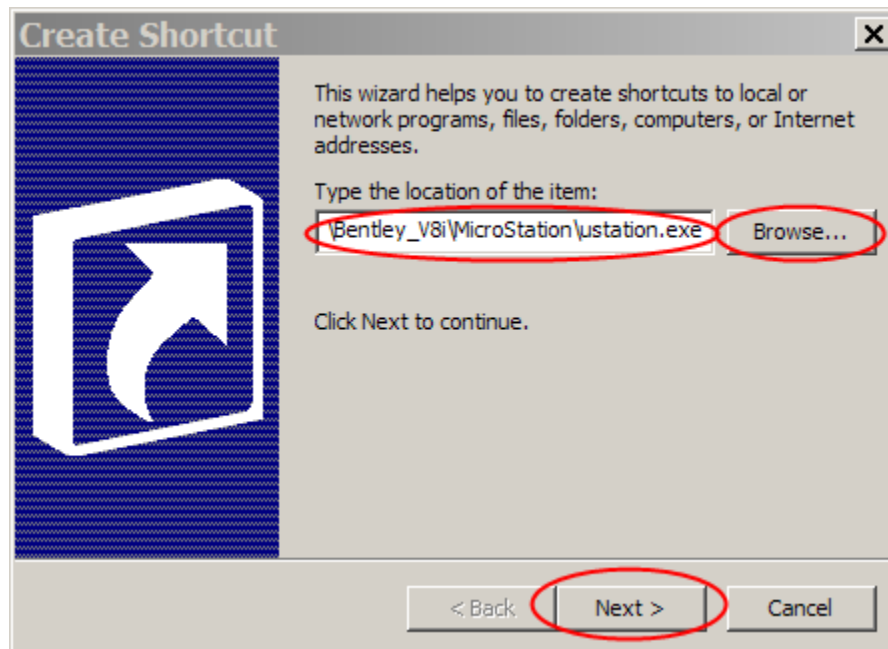 Create Shortcut
This wizard helps you to create shortcuts to local or
network programs, files, folders, computers, or Internet
addresses.
Type the location of the item:
\Bentley_V8i\MicroStation\ustation.exe
Browse...
Click Next to continue.
< Back
Next >
Cancel